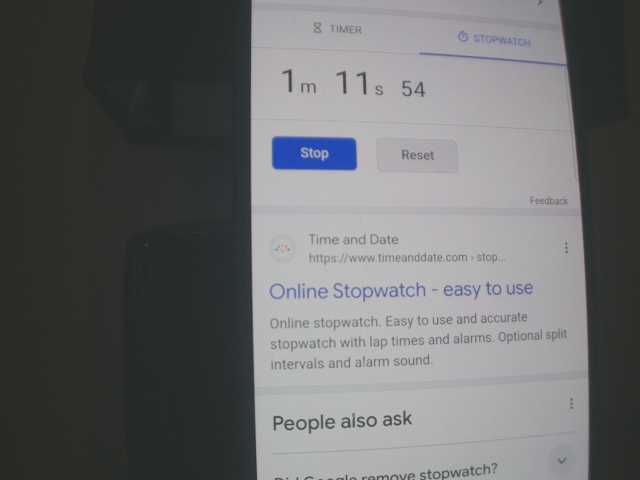 TIMER
STOPWATCH
1m 11s 54
Stop
Reset
Feedback
Time and Date
https://www.timeanddate.com › stop...
Online Stopwatch - easy to use
Online stopwatch. Easy to use and accurate
stopwatch with lap times and alarms. Optional split
intervals and alarm sound.
People also ask
Did Google remove stopwatch?